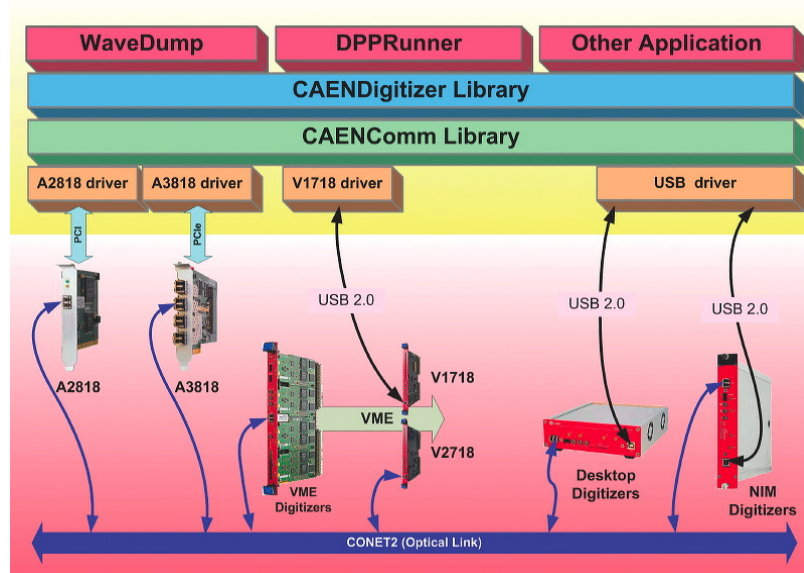 WaveDump
DPPRunner
Other Application
CAENDigitizer Library
CAENComm Library
A2818 driver
A3818 driver
V1718 driver
USB driver
PCI
PCIe
USB 2.0
USB 2.0
USB 2.0
A2818
A3818
V1718
VME
V2718
VME
Digitizers
Desktop
Digitizers
NIM
Digitizers
CONET2 (Optical Link)